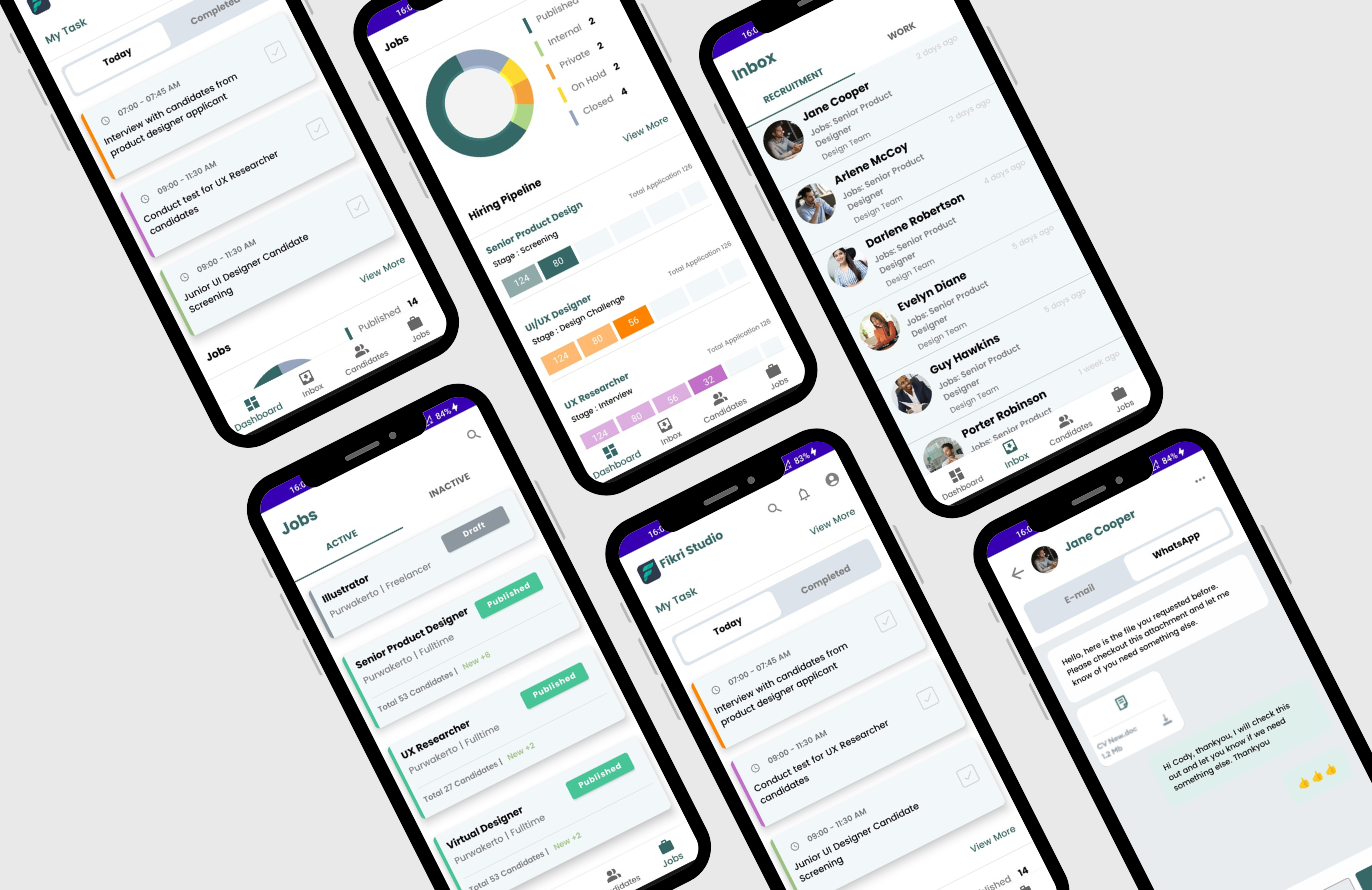 My Task
Today
Completed
07:00 - 07:45 AM
Interview with candidates from
product designer applicant
09:00 - 11:30 AM
Conduct test for UX Researcher
candidates
09:00 - 11:30 AM
Junior UI Designer Candidate
Screening
View More
Jobs
Published 14
Dashboard
Inbox
Candidates
Jobs
Jobs
Published
Internal 2
Private 2
On Hold 2
Closed 4
View More
Hiring Pipeline
Senior Product Design
Total Application 126
Stage : Screening
124 80
UI/UX Designer
Total Application 126
Stage : Design Challenge
124 80 56
UX Researcher
Total Application 126
Stage : Interview
124 80 56 32
Dashboard
Inbox
Candidates
Jobs
Inbox
RECRUITMENT
WORK
Jane Cooper
2 days ago
Jobs: Senior Product
Designer
Design Team
Arlene McCoy
2 days ago
Jobs: Senior Product
Designer
Design Team
Darlene Robertson
4 days ago
Jobs: Senior Product
Designer
Design Team
Evelyn Diane
5 days ago
Jobs: Senior Product
Designer
Design Team
Guy Hawkins
5 days ago
Jobs: Senior Product
Designer
Design Team
Porter Robinson
1 week ago
Jobs: Senior Product
Dashboard
Inbox
Candidates
Jobs
84%
Jobs
ACTIVE
INACTIVE
Illustrator
Draft
Purwakerto | Freelancer
Senior Product Designer
Published
Purwakerto | Fulltime
Total 53 Candidates | New +6
UX Researcher
Published
Purwakerto | Fulltime
Total 27 Candidates | New +2
Virtual Designer
Published
Purwakerto | Fulltime
Total 53 Candidates | New +2
Jobs
83%
Fikri Studio
My Task
View More
Today
Completed
07:00 - 07:45 AM
Interview with candidates from
product designer applicant
09:00 - 11:30 AM
Conduct test for UX Researcher
candidates
09:00 - 11:30 AM
Junior UI Designer Candidate
Screening
View More
14
84%
Jane Cooper
E-mail
WhatsApp
Hello, here is the file you requested before.
Please checkout this attachment and let me
know of you need something else.
CV New.doc
1.2 Mb
Hi Cody, thankyou, I will check this
out and let you know if we need
something else. Thankyou
👍👍👍